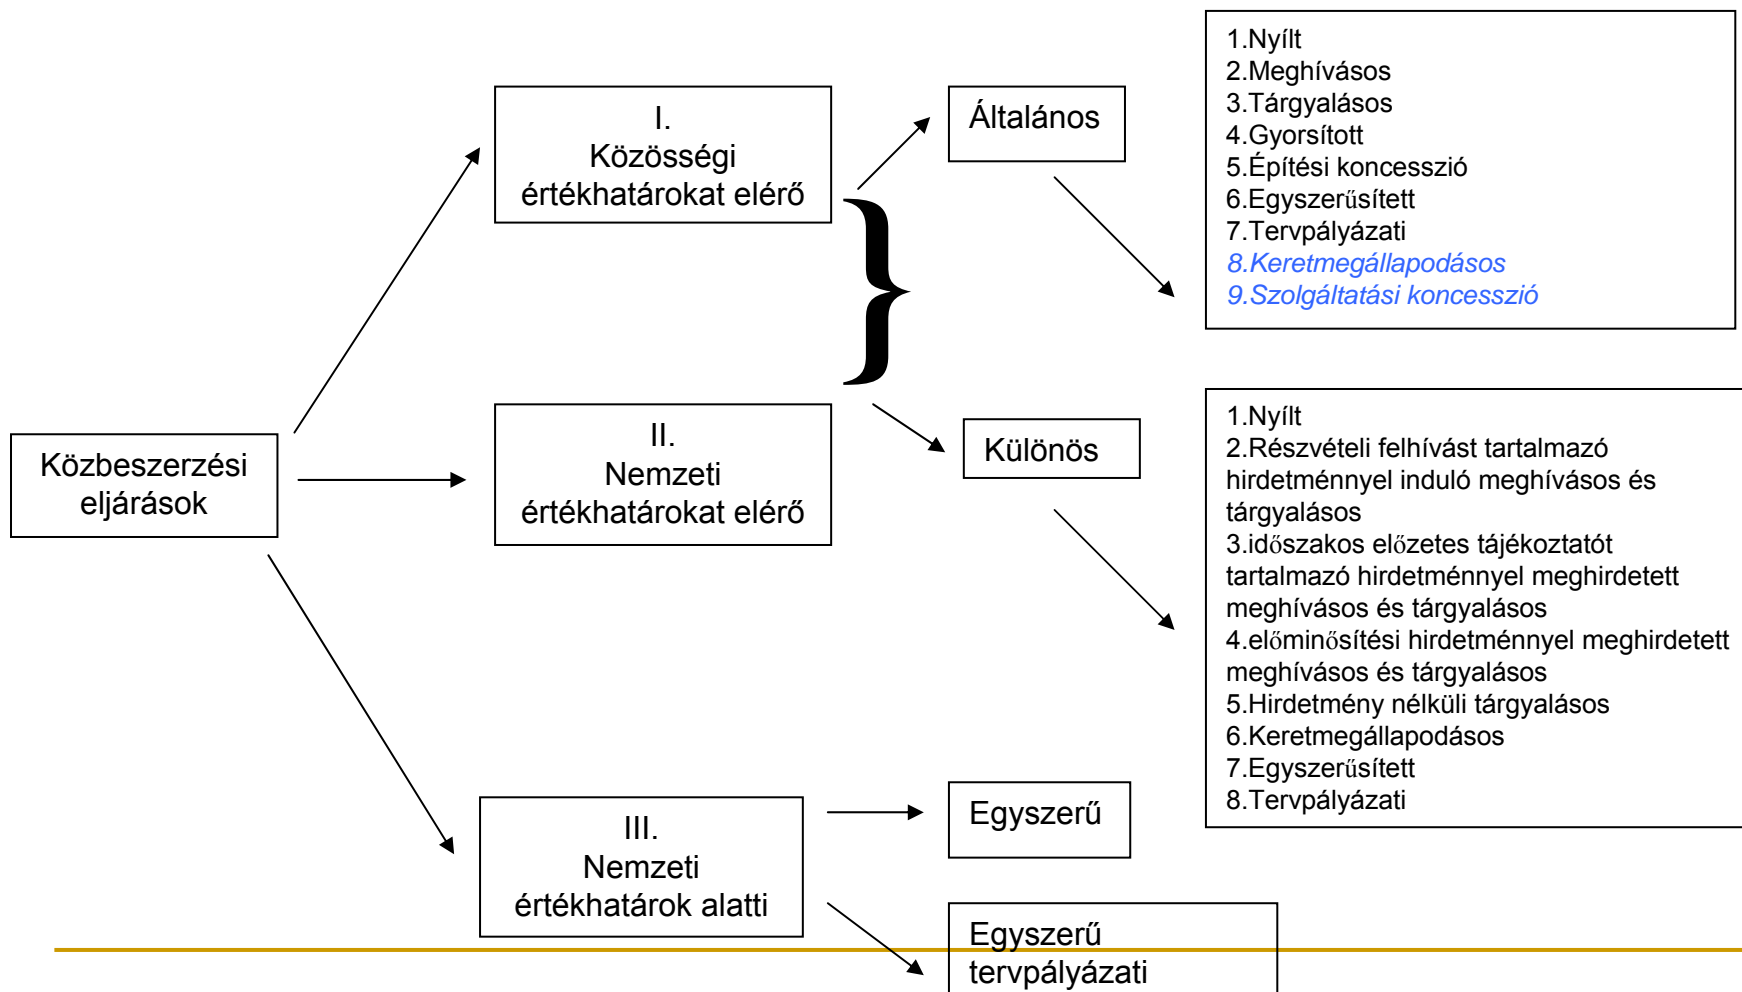 Közbeszerzési
eljárások
I.
Közösségi
értékhatárokat elérő
II.
Nemzeti
értékhatárokat elérő
III.
Nemzeti
értékhatárok alatti
}
Általános
Különös
Egyszerű
Egyszerű
tervpályázati
1.Nyílt
2.Meghívásos
3.Tárgyalásos
4.Gyorsított
5.Építési koncesszió
6.Egyszerűsített
7.Tervpályázati
8.Keretmegállapodásos
9.Szolgáltatási koncesszió
1.Nyílt
2.Részvételi felhívást tartalmazó
hirdetménnyel induló meghívásos és
tárgyalásos
3.időszakos előzetes tájékoztatót
tartalmazó hirdetménnyel meghirdetett
meghívásos és tárgyalásos
4.előminősítési hirdetménnyel meghirdetett
meghívásos és tárgyalásos
5.Hirdetmény nélküli tárgyalásos
6.Keretmegállapodásos
7.Egyszerűsített
8.Tervpályázati